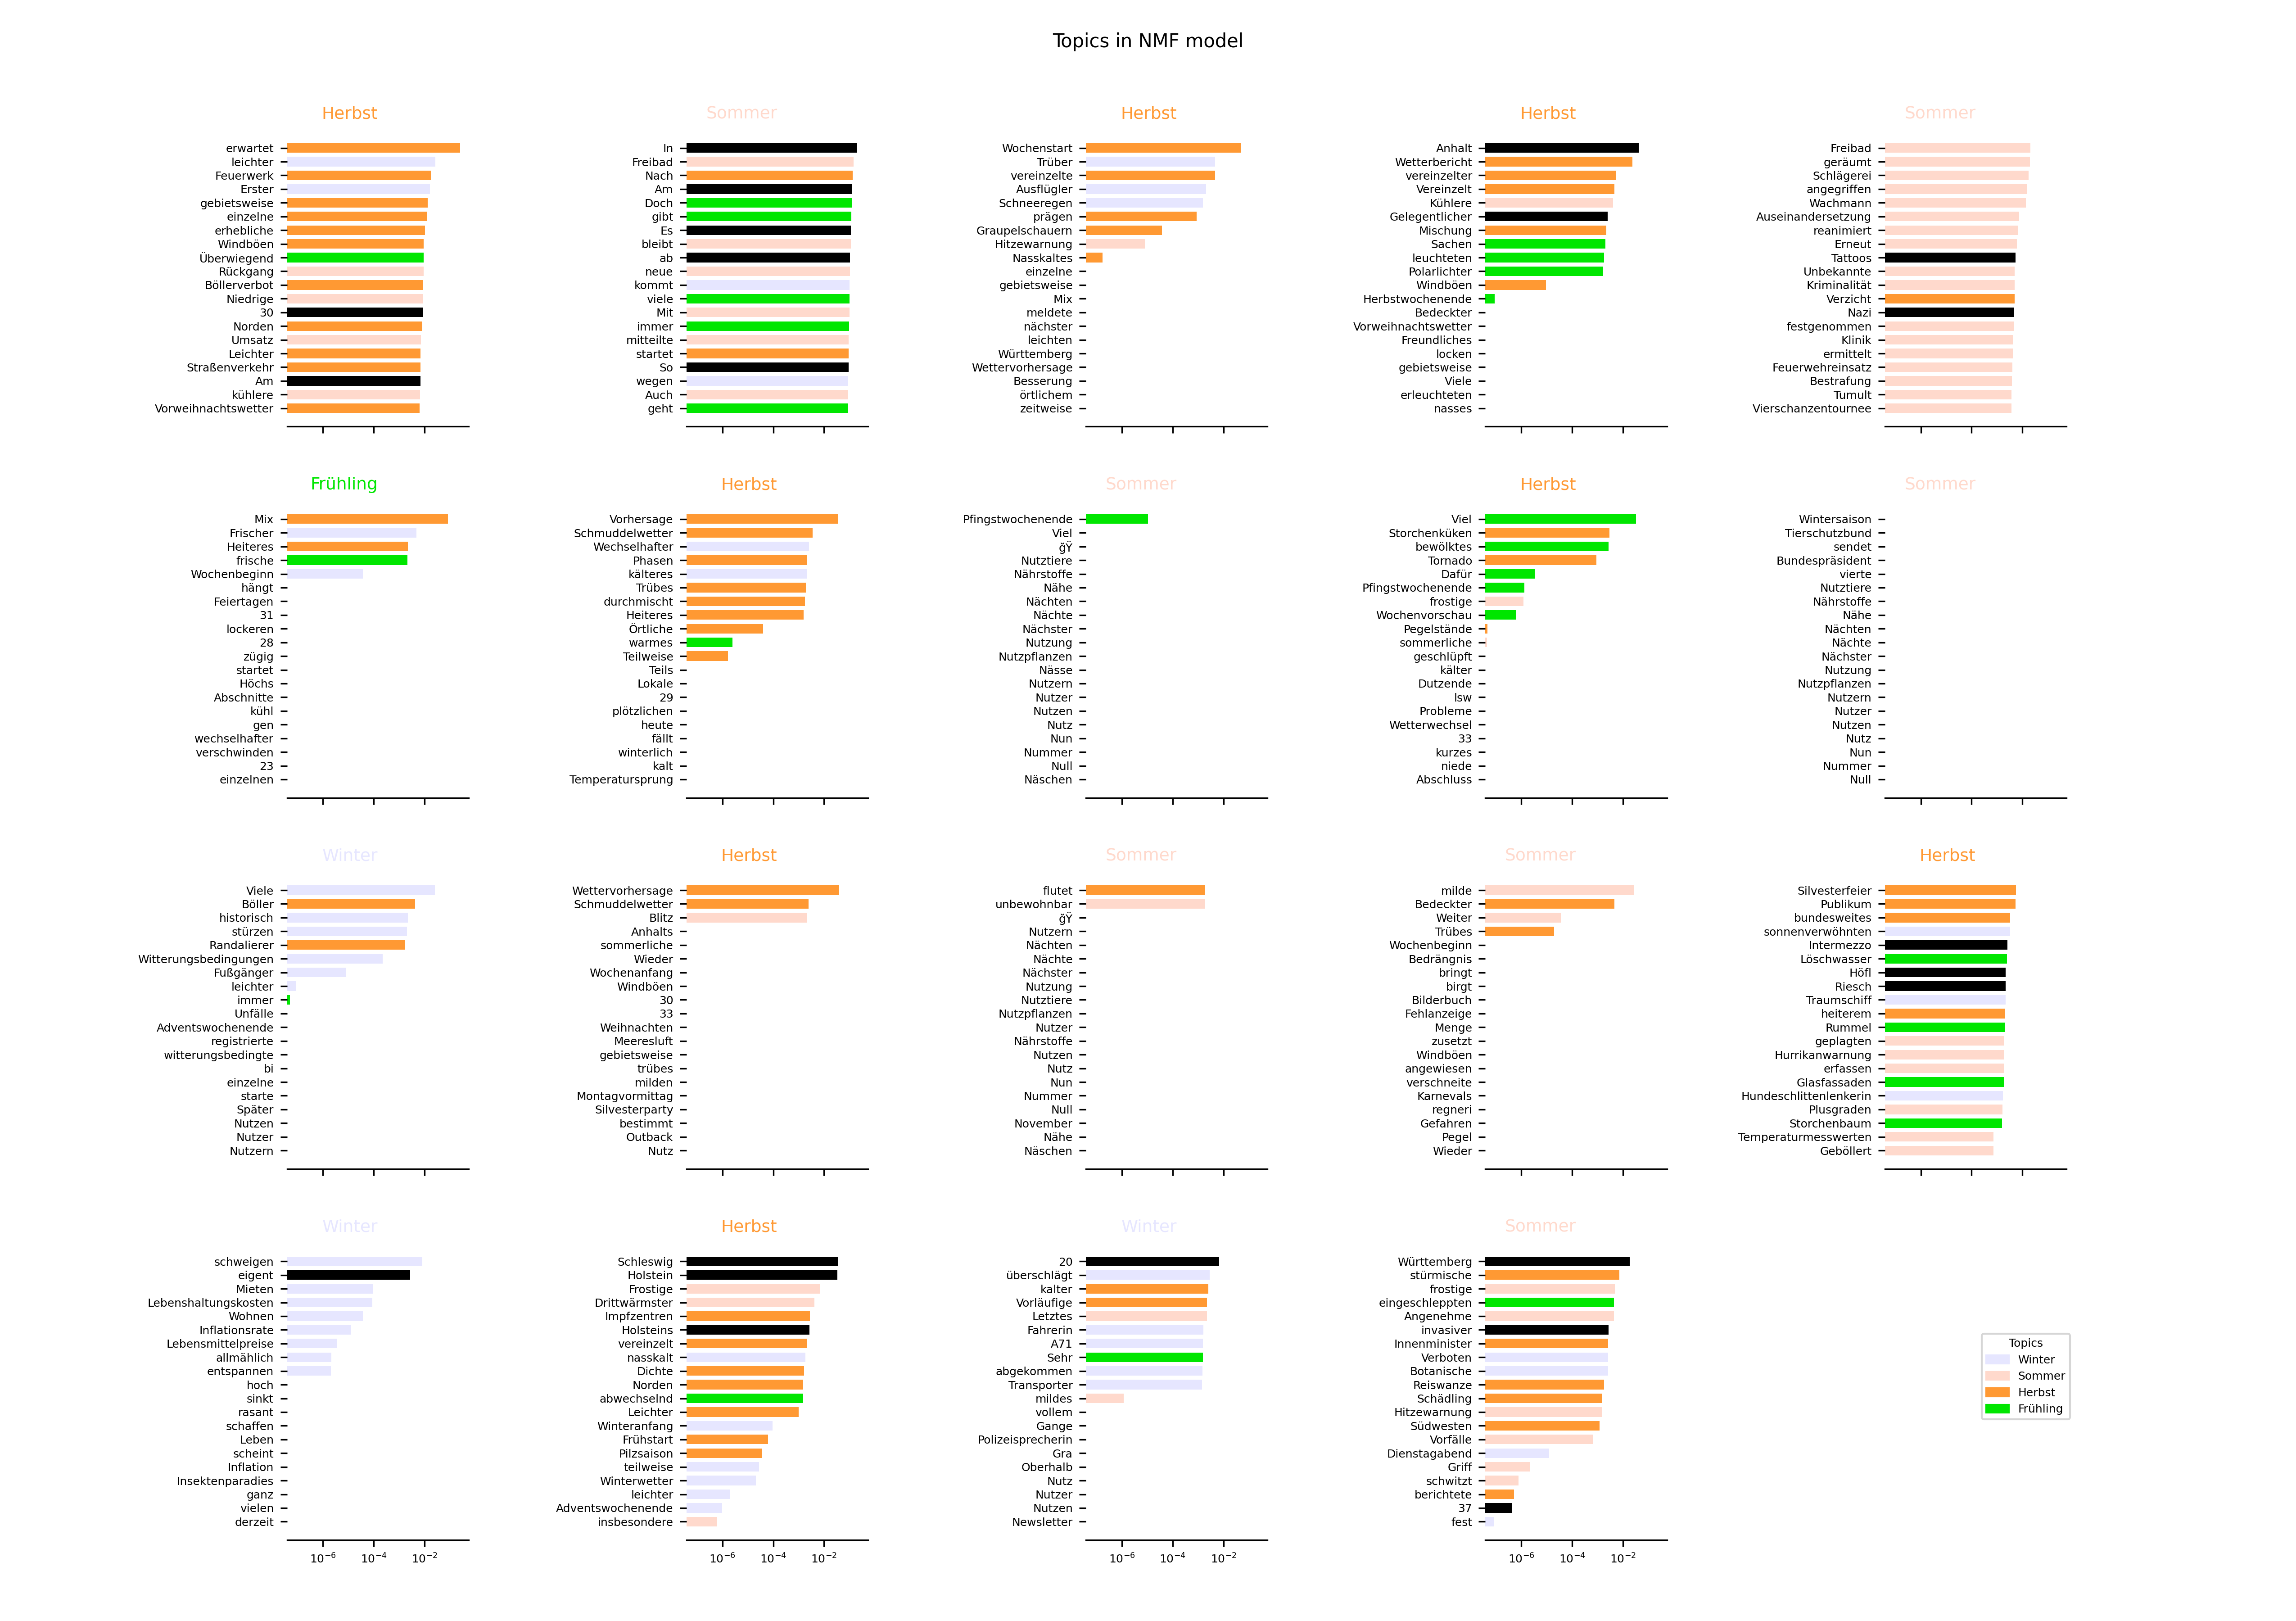 Topics in NMF model
Herbst
erwartet
leichter
Feuerwerk
Erster
gebietsweise
einzelne
erhebliche
Windböen
Überwiegend
Rückgang
Böllerverbot
Niedrige
30
Norden
Umsatz
Leichter
Straßenverkehr
Am
kühlere
Vorweihnachtswetter
Sommer
In
Freibad
Nach
Am
Doch
gibt
Es
bleibt
ab
neue
kommt
viele
Mit
immer
mitteilte
startet
So
wegen
Auch
geht
Herbst
Wochenstart
Trüber
vereinzelte
Ausflügler
Schneeregen
prägen
Graupelschauern
Hitzewarnung
Nasskaltes
einzelne
gebietsweise
Mix
meldete
nächster
leichten
Württemberg
Wettervorhersage
Besserung
örtlichem
zeitweise
Herbst
Anhalt
Wetterbericht
vereinzelter
Vereinzelt
Kühlere
Gelegentlicher
Mischung
Sachen
leuchteten
Polarlichter
Windböen
Herbstwochenende
Bedeckter
Vorweihnachtswetter
Freundliches
locken
gebietsweise
Viele
erleuchteten
nasses
Sommer
Freibad
geräumt
Schlägerei
angegriffen
Wachmann
Auseinandersetzung
reanimiert
Erneut
Tattoos
Unbekannte
Kriminalität
Verzicht
Nazi
festgenommen
Klinik
ermittelt
Feuerwehreinsatz
Bestrafung
Tumult
Vierschanzentournee
Frühling
Mix
Frischer
Heiteres
frische
Wochenbeginn
hängt
Feiertagen
31
lockeren
28
zügig
startet
Höchs
Abschnitte
kühl
gen
wechselhafter
verschwinden
23
einzelnen
Herbst
Vorhersage
Schmuddelwetter
Wechselhafter
Phasen
kälteres
Trübes
durchmischt
Heiteres
Örtliche
warmes
Teilweise
Teils
Lokale
29
plötzlichen
heute
fällt
winterlich
kalt
Temperatursprung
Sommer
Pfingstwochenende
Viel
ğŸ
Nutztiere
Nährstoffe
Nähe
Nächten
Nächte
Nächster
Nutzung
Nutzpflanzen
Nässe
Nutzern
Nutzer
Nutzen
Nutz
Nun
Nummer
Null
Näschen
Herbst
Viel
Storchenküken
bewölktes
Tornado
Dafür
Pfingstwochenende
frostige
Wochenvorschau
Pegelstände
sommerliche
geschlüpft
kälter
Dutzende
lsw
Probleme
Wetterwechsel
33
kurzes
niede
Abschluss
Sommer
Wintersaison
Tierschutzbund
sendet
Bundespräsident
vierte
Nutztiere
Nährstoffe
Nähe
Nächten
Nächte
Nächster
Nutzung
Nutzpflanzen
Nutzern
Nutzer
Nutzen
Nutz
Nun
Nummer
Null
Winter
Viele
Böller
historisch
stürzen
Randalierer
Witterungsbedingungen
Fußgänger
leichter
immer
Unfälle
Adventswochenende
registrierte
witterungsbedingte
bi
einzelne
starte
Später
Nutzen
Nutzer
Nutzern
Herbst
Wettervorhersage
Schmuddelwetter
Blitz
Anhalts
sommerliche
Wieder
Wochenanfang
Windböen
30
33
Weihnachten
Meeresluft
gebietsweise
trübes
milden
Montagvormittag
Silvesterparty
bestimmt
Outback
Nutz
Sommer
flutet
unbewohnbar
ğŸ
Nutzern
Nächten
Nächte
Nächster
Nutzung
Nutztiere
Nutzpflanzen
Nutzer
Nährstoffe
Nutzen
Nutz
Nun
Nummer
Null
November
Nähe
Näschen
Sommer
milde
Bedeckter
Weiter
Trübes
Wochenbeginn
Bedrängnis
bringt
birgt
Bilderbuch
Fehlanzeige
Menge
zusetzt
Windböen
angewiesen
verschneite
Karnevals
regneri
Gefahren
Pegel
Wieder
Herbst
Silvesterfeier
Publikum
bundesweites
sonnenverwöhnten
Intermezzo
Löschwasser
Höfl
Riesch
Traumschiff
heiterem
Rummel
geplagten
Hurrikanwarnung
erfassen
Glasfassaden
Hundeschlittenlenkerin
Plusgraden
Storchenbaum
Temperaturmesswerten
Geböllert
Winter
schweigen
eigent
Mieten
Lebenshaltungskosten
Wohnen
Inflationsrate
Lebensmittelpreise
allmählich
entspannen
hoch
sinkt
rasant
schaffen
Leben
scheint
Inflation
Insektenparadies
ganz
vielen
derzeit
10⁻⁶ 10⁻⁴ 10⁻²
Herbst
Schleswig
Holstein
Frostige
Drittwärmster
Impfzentren
Holsteins
vereinzelt
nasskalt
Dichte
Norden
abwechselnd
Leichter
Winteranfang
Frühstart
Pilzsaison
teilweise
Winterwetter
leichter
Adventswochenende
insbesondere
10⁻⁶ 10⁻⁴ 10⁻²
Winter
20
überschlägt
kalter
Vorläufige
Letztes
Fahrerin
A71
Sehr
abgekommen
Transporter
mildes
vollem
Gange
Polizeisprecherin
Gra
Oberhalb
Nutz
Nutzer
Nutzen
Newsletter
10⁻⁶ 10⁻⁴ 10⁻²
Sommer
Württemberg
stürmische
frostige
eingeschleppten
Angenehme
invasiver
Innenminister
Verboten
Botanische
Reiswanze
Schädling
Hitzewarnung
Südwesten
Vorfälle
Dienstagabend
Griff
schwitzt
berichtete
37
fest
10⁻⁶ 10⁻⁴ 10⁻²
Topics
Winter
Sommer
Herbst
Frühling